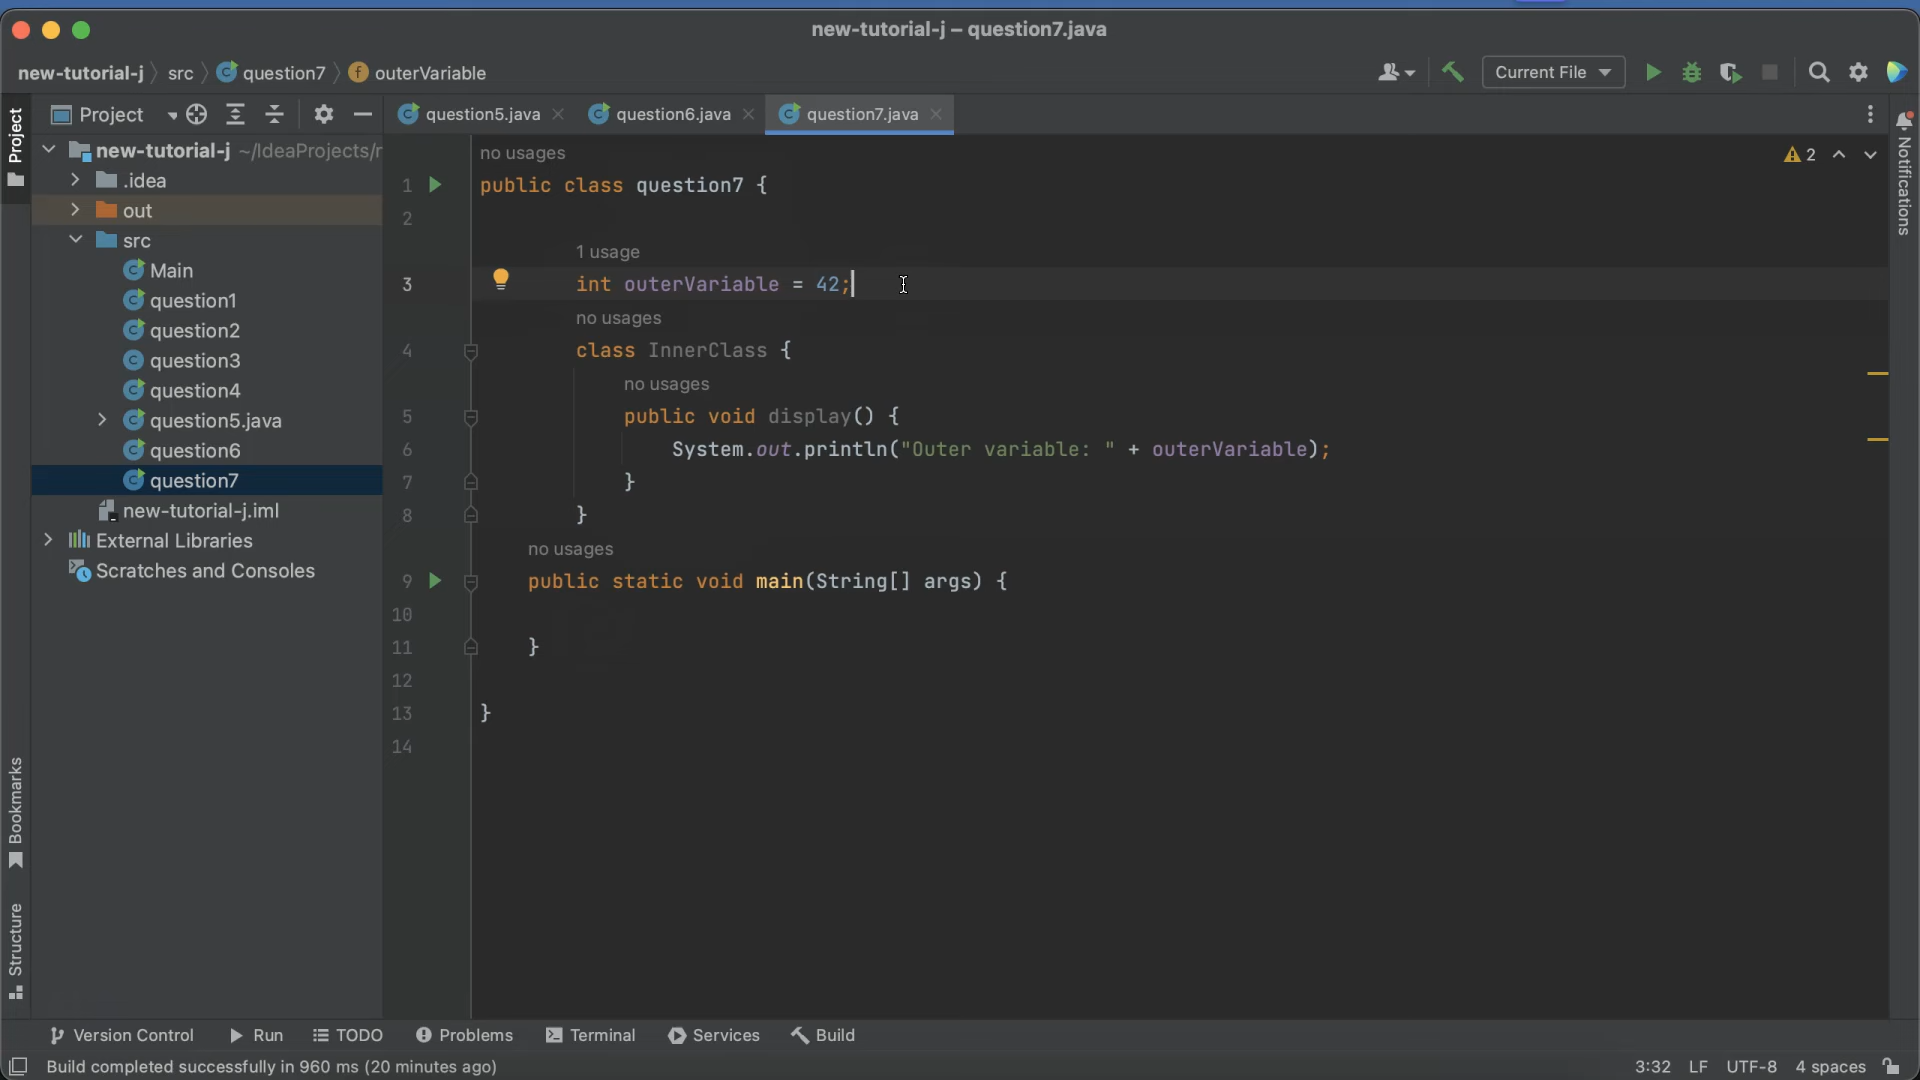 new-tutorial-j – question7.java
new-tutorial-j src question7 outerVariable
Current File
Project
Project
question5.java question6.java question7.java
new-tutorial-j ~/IdeaProjects/
.idea
out
src
Main
question1
question2
question3
question4
question5.java
question6
question7
new-tutorial-j.iml
External Libraries
Scratches and Consoles
no usages
2
1 public class question7 {
2
1 usage
3 int outerVariable = 42;
no usages
4 class InnerClass {
no usages
5 public void display() {
6 System.out.println("Outer variable: " + outerVariable);
7 }
8 }
no usages
9 public static void main(String[] args) {
10
11 }
12
13 }
14
Notifications
Bookmarks
Structure
Version Control Run TODO Problems Terminal Services Build
Build completed successfully in 960 ms (20 minutes ago)
3:32 LF UTF-8 4 spaces